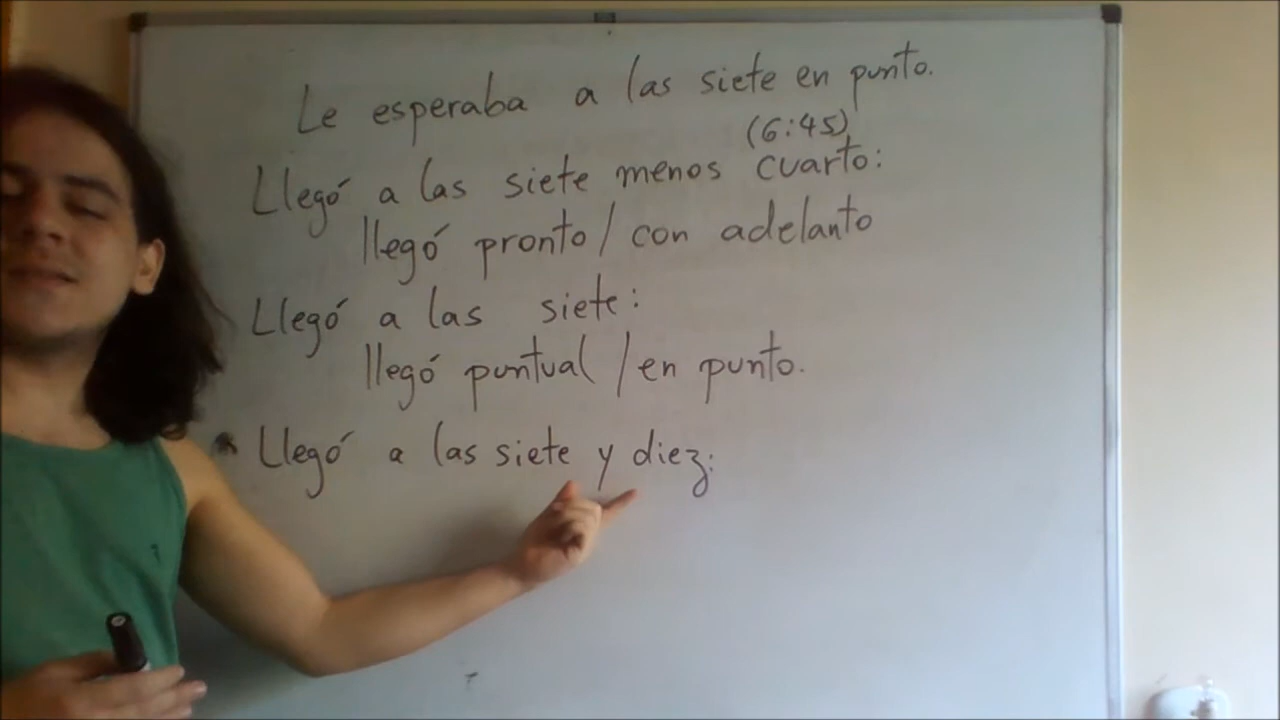 Le esperaba a las siete en punto.
(6:45)
Llegó a las siete menos cuarto:
llegó pronto / con adelanto
Llegó a las siete:
llegó puntual / en punto.
Llegó a las siete y diez: